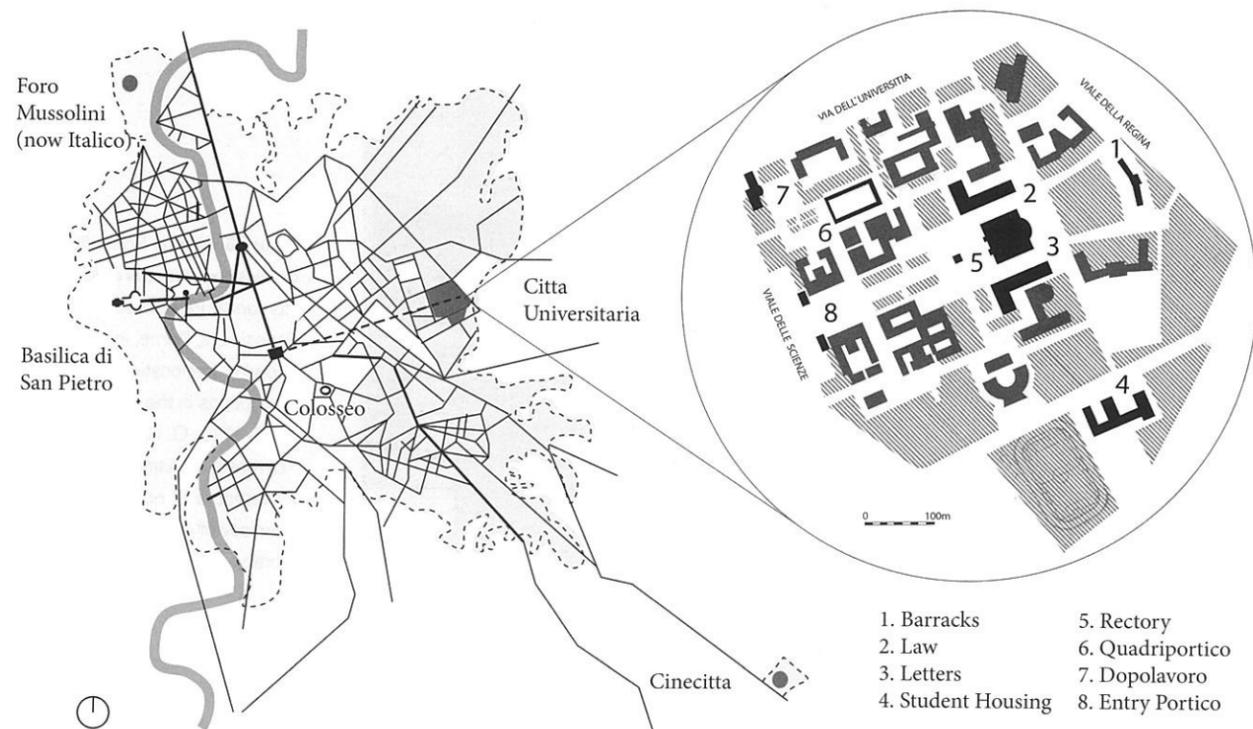 Foro
Mussolini
(now Italico)
Basilica di
San Pietro
Colosseo
Citta
Universitaria
Cinecitta
VIA DELL'UNIVERSITIA
VIALE DELLA REGINA
VIALE DELLE SCIENZE
1
2
3
4
5
6
7
8
0 100m
1. Barracks
2. Law
3. Letters
4. Student Housing
5. Rectory
6. Quadriportico
7. Dopolavoro
8. Entry Portico